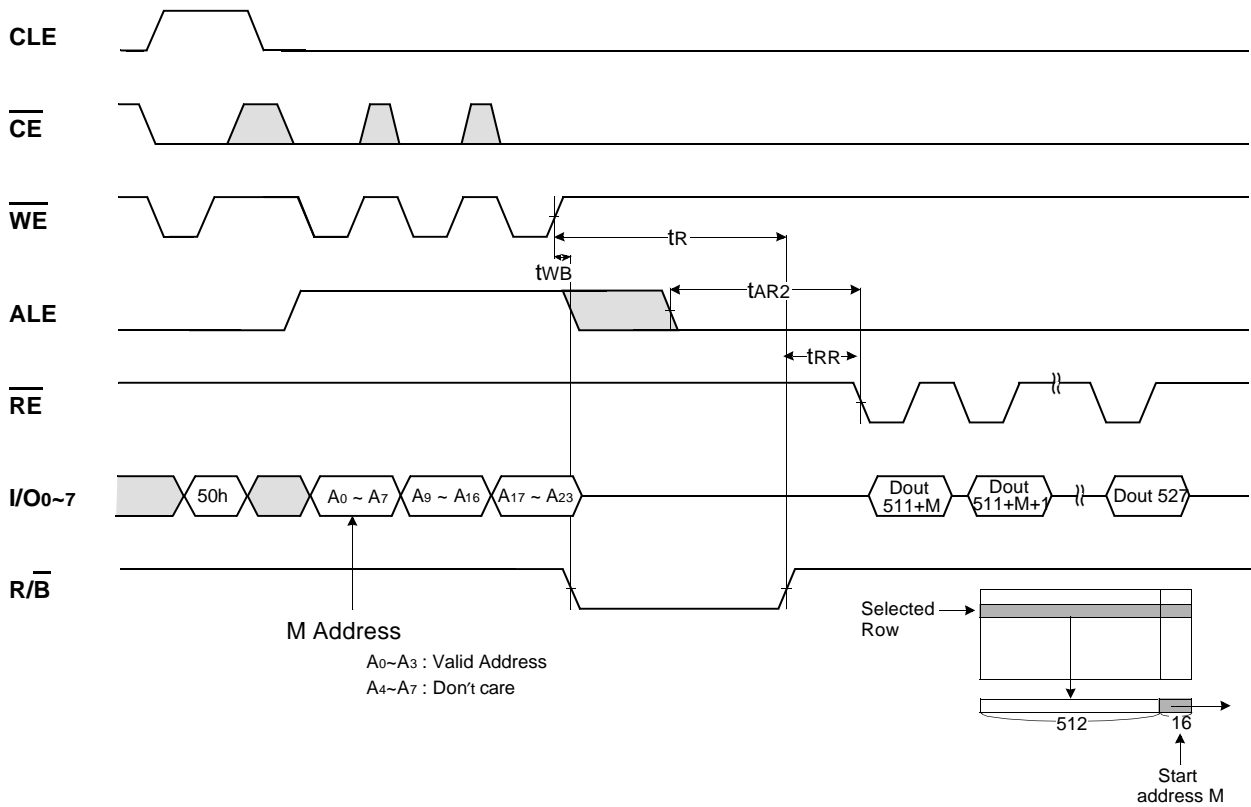 CLE
CE
WE
tR
tWB
ALE
tAR2
tRR
RE
I/O0~7
50h
A0 ~ A7
A9 ~ A16
A17 ~ A23
Dout
511+M
Dout
511+M+1
Dout 527
R/B
M Address
A0~A3 : Valid Address
A4~A7 : Don't care
Selected
Row
512
16
Start
address M